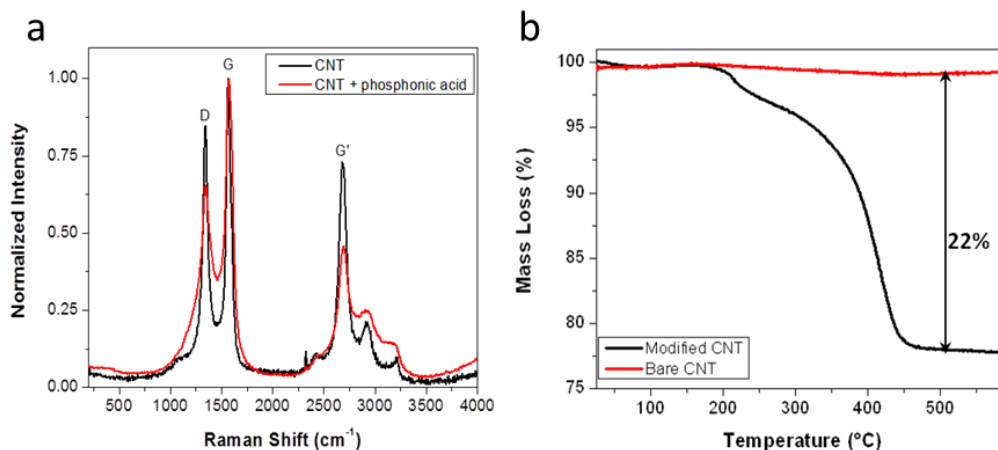 a
CNT
CNT + phosphonic acid
D
G
G'
1.00
0.75
0.50
0.25
0.00
500 1000 1500 2000 2500 3000 3500 4000
Normalized Intensity
Raman Shift (cm⁻¹)
b
100
95
90
85
80
75
22%
Modified CNT
Bare CNT
100 200 300 400 500
Mass Loss (%)
Temperature (°C)